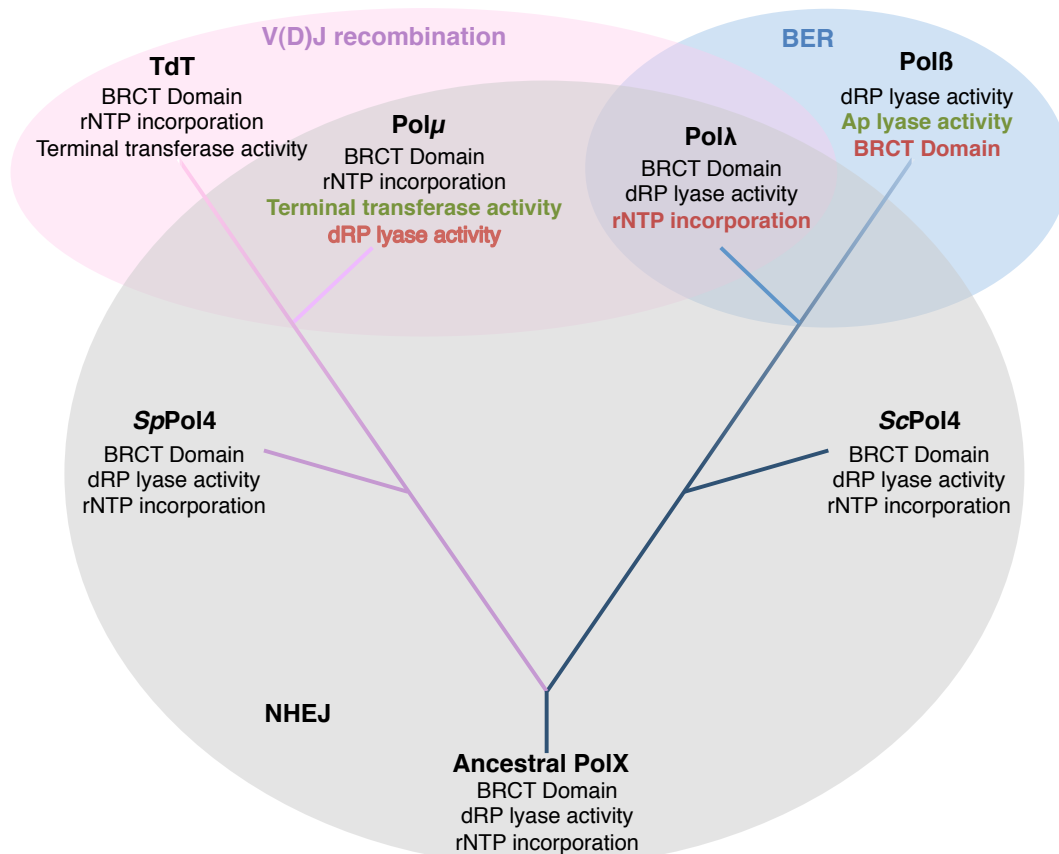 V(D)J recombination
BER
TdT
BRCT Domain
rNTP incorporation
Terminal transferase activity
Polμ
BRCT Domain
rNTP incorporation
Terminal transferase activity
dRP lyase activity
Polλ
BRCT Domain
dRP lyase activity
rNTP incorporation
Polß
dRP lyase activity
Ap lyase activity
BRCT Domain
SpPol4
BRCT Domain
dRP lyase activity
rNTP incorporation
ScPol4
BRCT Domain
dRP lyase activity
rNTP incorporation
NHEJ
Ancestral PolX
BRCT Domain
dRP lyase activity
rNTP incorporation